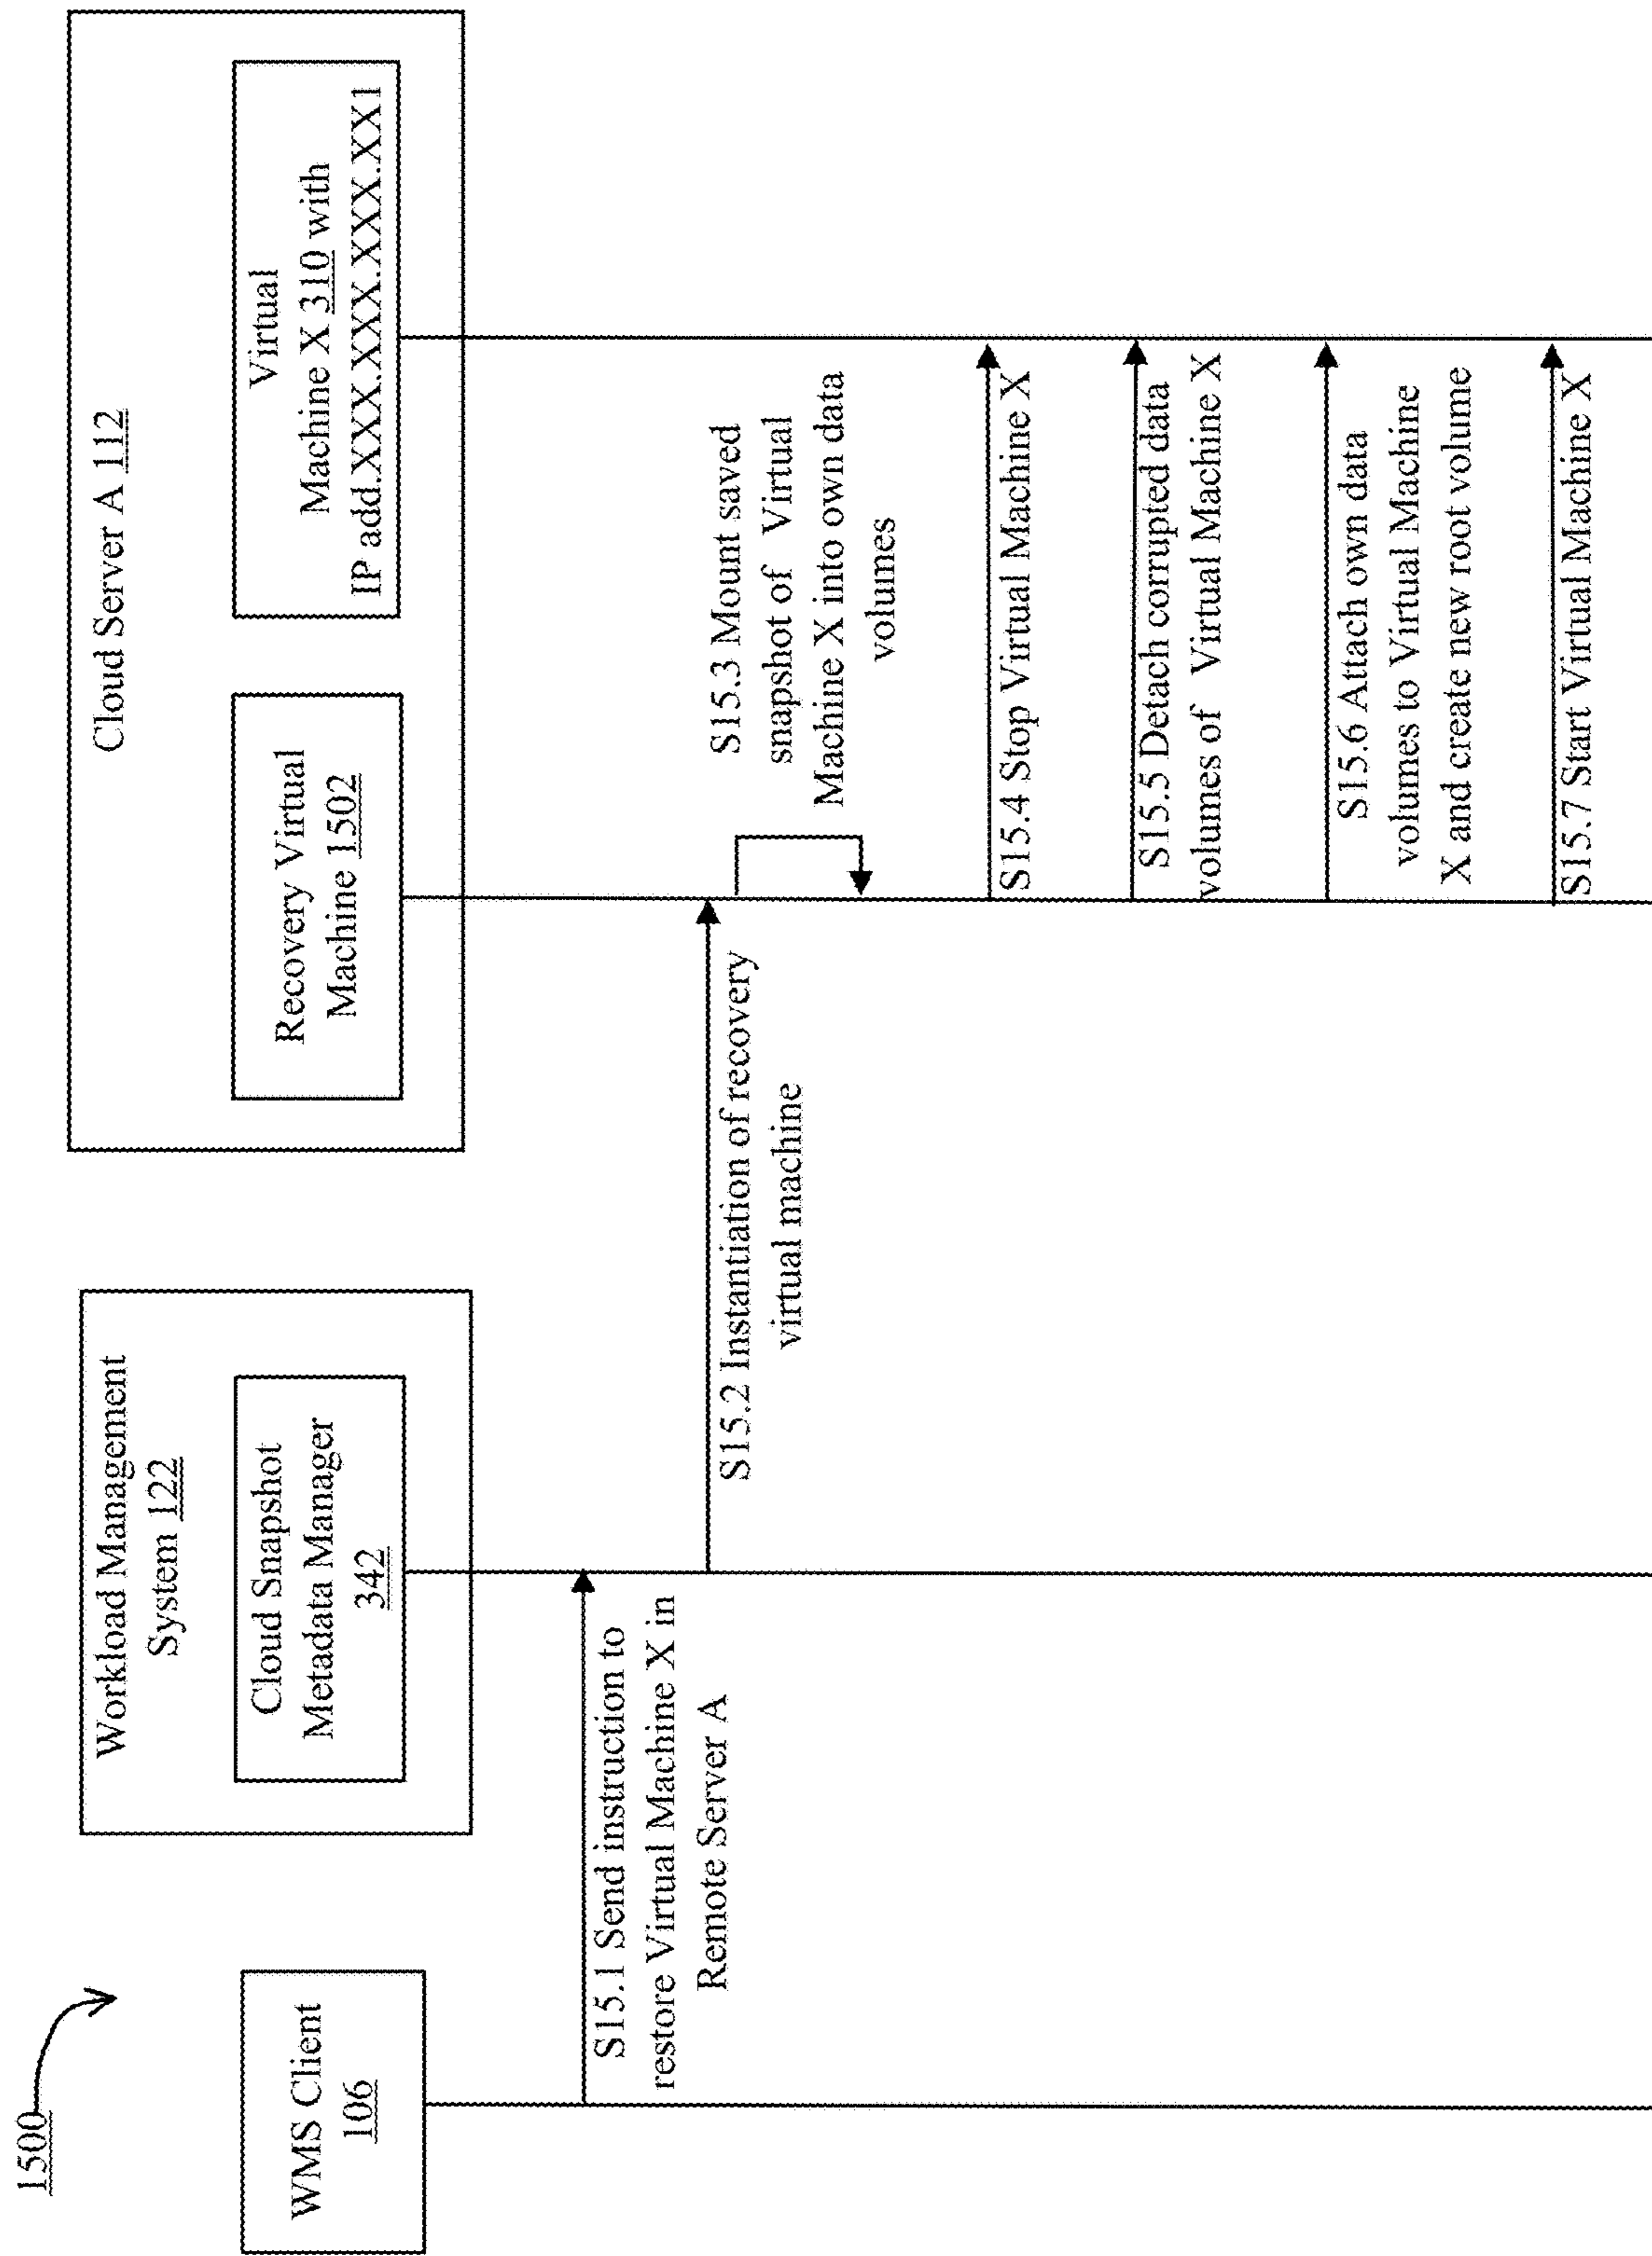 1500
WMS Client
106
Workload Management
System 122
Cloud Snapshot
Metadata Manager
342
Cloud Server A 112
Recovery Virtual
Machine 1502
Virtual
Machine X 310 with
IP add.XXX.XXX.XXX.XX1
S15.1 Send instruction to
restore Virtual Machine X in
Remote Server A
S15.2 Instantiation of recovery
virtual machine
S15.3 Mount saved
snapshot of Virtual
Machine X into own data
volumes
S15.4 Stop Virtual Machine X
S15.5 Detach corrupted data
volumes of Virtual Machine X
S15.6 Attach own data
volumes to Virtual Machine
X and create new root volume
S15.7 Start Virtual Machine X